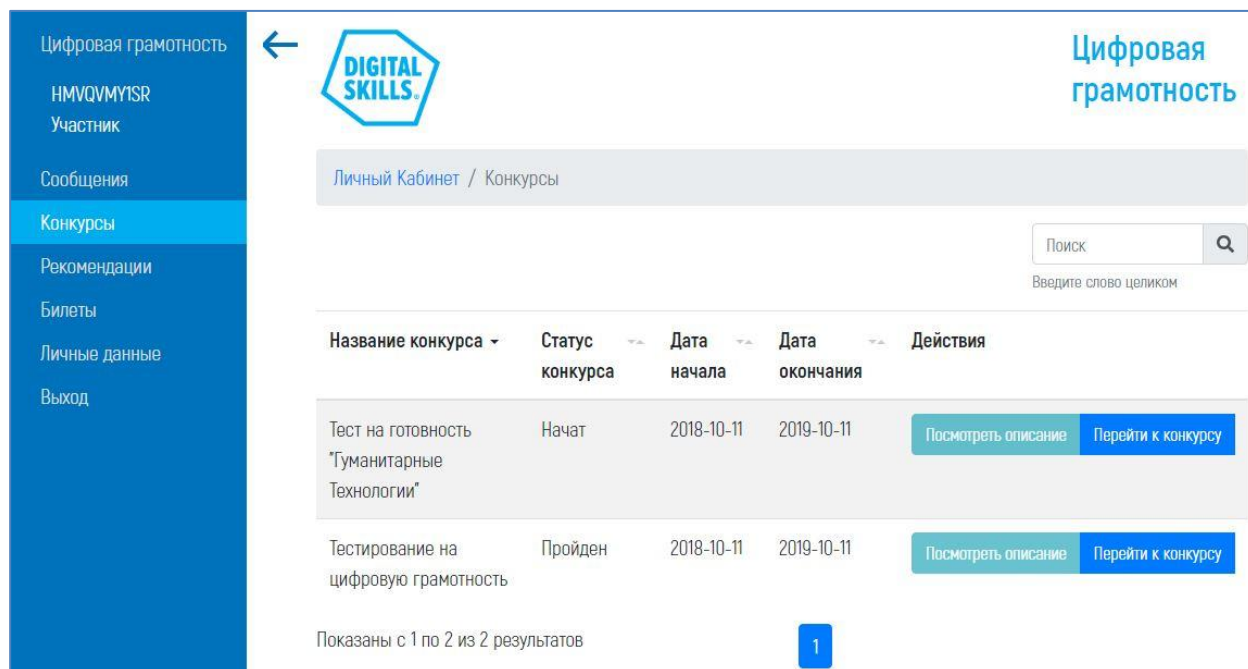 Цифровая грамотность
HMVQVMY1SR
Участник
Сообщения
Конкурсы
Рекомендации
Билеты
Личные данные
Выход
DIGITAL
SKILLS
Цифровая
грамотность
Личный Кабинет / Конкурсы
Поиск
Введите слово целиком
Название конкурса Статус Дата Дата Действия
конкурса начала окончания
Тест на готовность Начат 2018-10-11 2019-10-11 Посмотреть описание Перейти к конкурсу
"Гуманитарные
Технологии"
Тестирование на Пройден 2018-10-11 2019-10-11 Посмотреть описание Перейти к конкурсу
цифровую грамотность
Показаны с 1 по 2 из 2 результатов 1